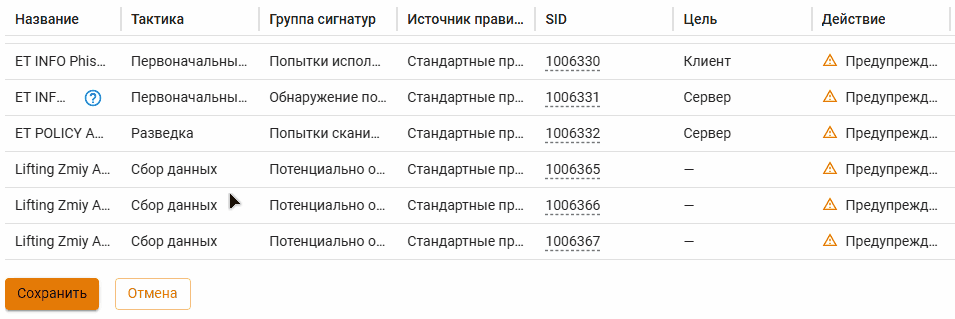 Название Тактика Группа сигнатур Источник прави... SID Цель Действие
ET INFO Phis... Первоначальны... Попытки испол... Стандартные пр... 1006330 Клиент Предупрежд...
ET INF... ? Первоначальны... Обнаружение по... Стандартные пр... 1006331 Сервер Предупрежд...
ET POLICY A... Разведка Попытки скани... Стандартные пр... 1006332 Сервер Предупрежд...
Lifting Zmiy A... Сбор данных Потенциально о... Стандартные пр... 1006365 — Предупрежд...
Lifting Zmiy A... Сбор данных Потенциально о... Стандартные пр... 1006366 — Предупрежд...
Lifting Zmiy A... Сбор данных Потенциально о... Стандартные пр... 1006367 — Предупрежд...
Сохранить Отмена